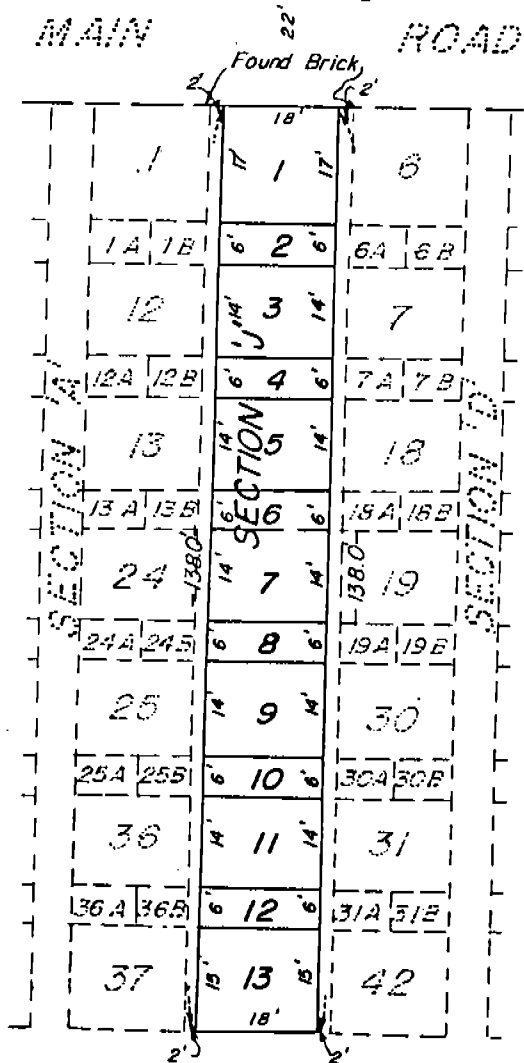 22'
MAIN ROAD
Found Brick
2' 2'
18'
1 17' 1 17' 6
1A 1B 6' 2 6' 6A 6B
12 14' 3 14' 7
12A 12B 6' 4 6' 7A 7B
13 14' 5 14' 18
SECTION 'A' SECTION 'J' SECTION 'D'
13A 13B 6' 6 6' 18A 18B
24 138.0' 14' 7 14' 138.0' 19
24A 24B 6' 8 6' 19A 19B
25 14' 9 14' 30
25A 25B 6' 10 6' 30A 30B
36 14' 11 14' 31
36A 36B 6' 12 6' 31A 31B
37 15' 13 15' 42
18'
2' 2'